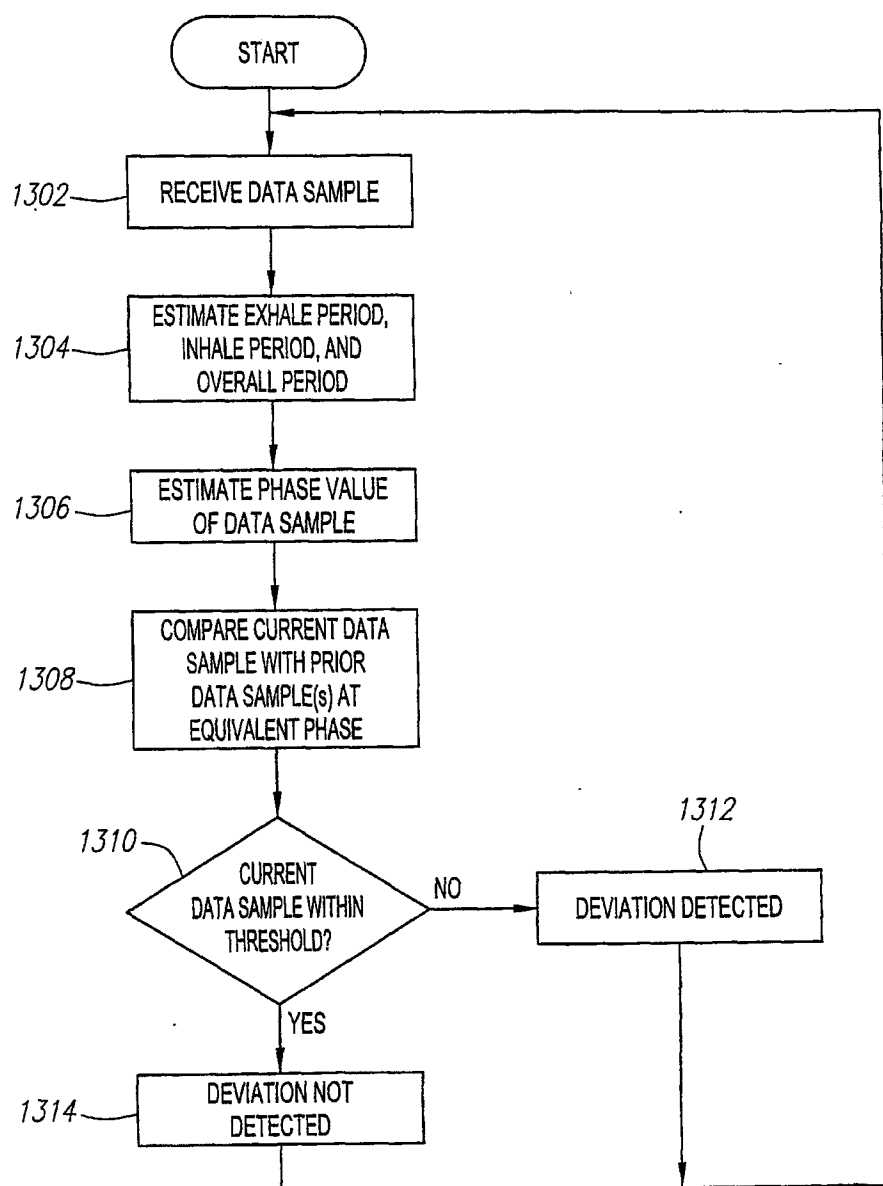 START
1302
RECEIVE DATA SAMPLE
1304
ESTIMATE EXHALE PERIOD,
INHALE PERIOD, AND
OVERALL PERIOD
1306
ESTIMATE PHASE VALUE
OF DATA SAMPLE
1308
COMPARE CURRENT DATA
SAMPLE WITH PRIOR
DATA SAMPLE(s) AT
EQUIVALENT PHASE
1310
CURRENT
DATA SAMPLE WITHIN
THRESHOLD?
NO
1312
DEVIATION DETECTED
YES
1314
DEVIATION NOT
DETECTED